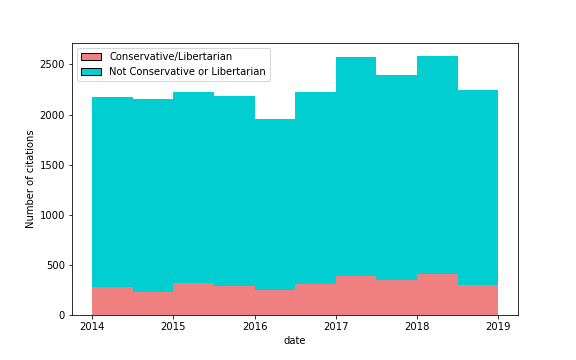 Conservative/Libertarian
Not Conservative or Libertarian
2500
2000
1500
1000
500
0
Number of citations
2014 2015 2016 2017 2018 2019
date